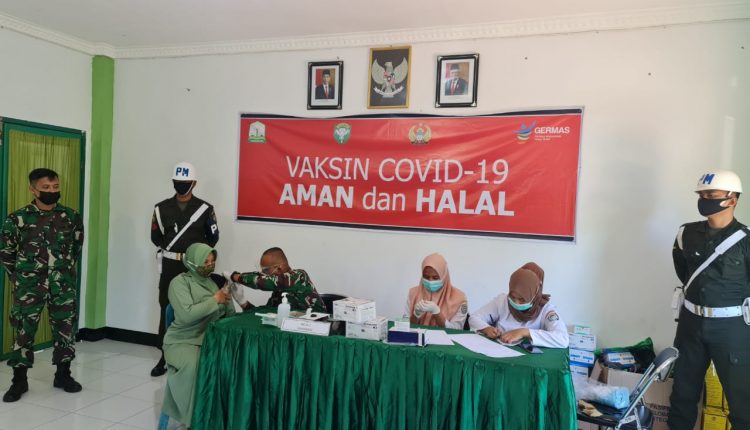 GERMAS
VAKSIN COVID-19
AMAN dan HALAL
PM
PM